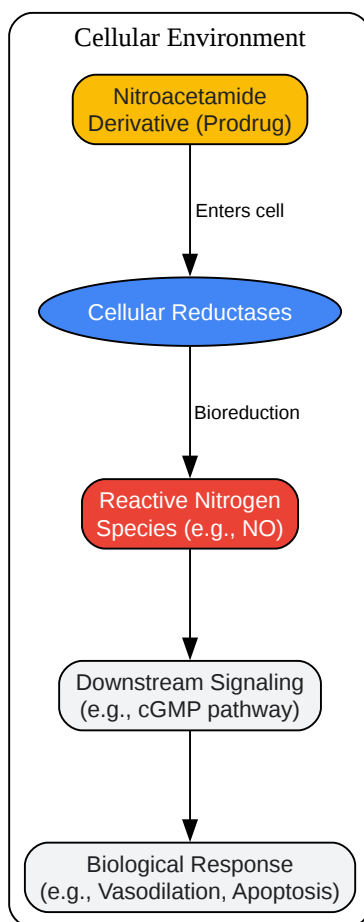 Cellular Environment
Nitroacetamide
Derivative (Prodrug)
Enters cell
Cellular Reductases
Bioreduction
Reactive Nitrogen
Species (e.g., NO)
Downstream Signaling
(e.g., cGMP pathway)
Biological Response
(e.g., Vasodilation, Apoptosis)